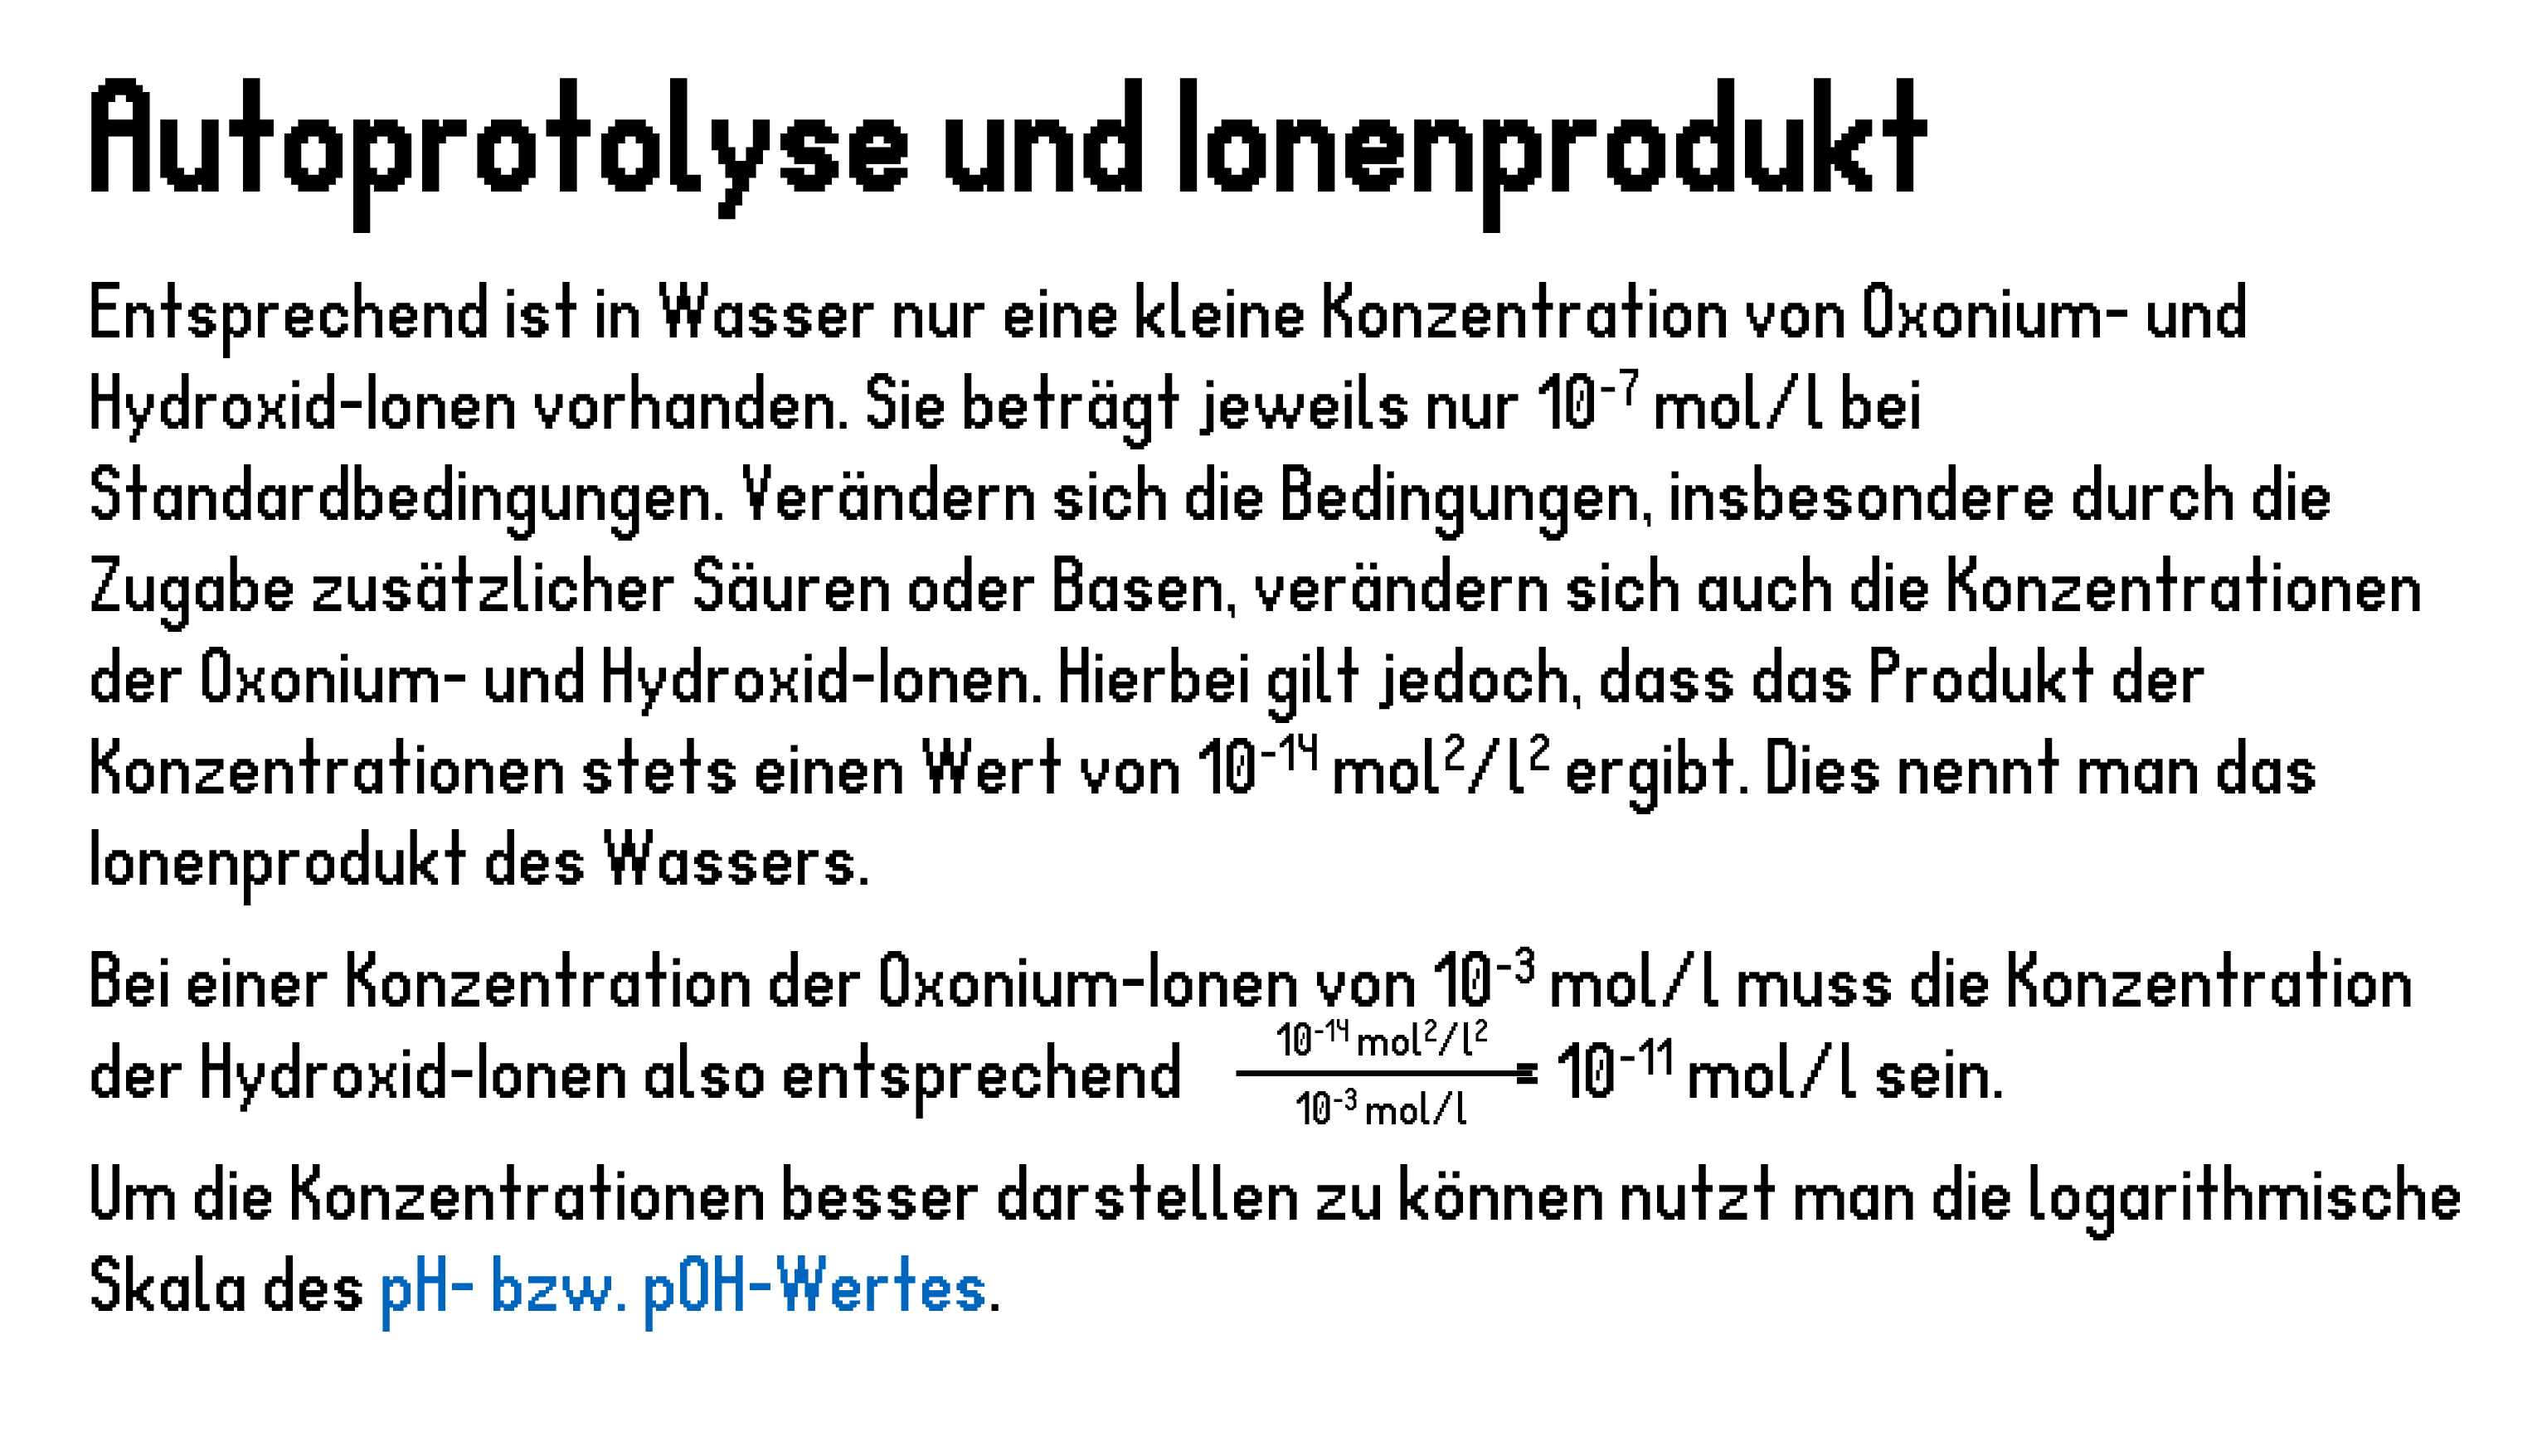 Autoprotolyse und Ionenprodukt
Entsprechend ist in Wasser nur eine kleine Konzentration von Oxonium- und
Hydroxid-Ionen vorhanden. Sie beträgt jeweils nur 10⁻⁷ mol/l bei
Standardbedingungen. Verändern sich die Bedingungen, insbesondere durch die
Zugabe zusätzlicher Säuren oder Basen, verändern sich auch die Konzentrationen
der Oxonium- und Hydroxid-Ionen. Hierbei gilt jedoch, dass das Produkt der
Konzentrationen stets einen Wert von 10⁻¹⁴ mol²/l² ergibt. Dies nennt man das
Ionenprodukt des Wassers.
Bei einer Konzentration der Oxonium-Ionen von 10⁻³ mol/l muss die Konzentration
der Hydroxid-Ionen also entsprechend 10⁻¹⁴ mol²/l² / 10⁻³ mol/l = 10⁻¹¹ mol/l sein.
Um die Konzentrationen besser darstellen zu können nutzt man die logarithmische
Skala des pH- bzw. pOH-Wertes.